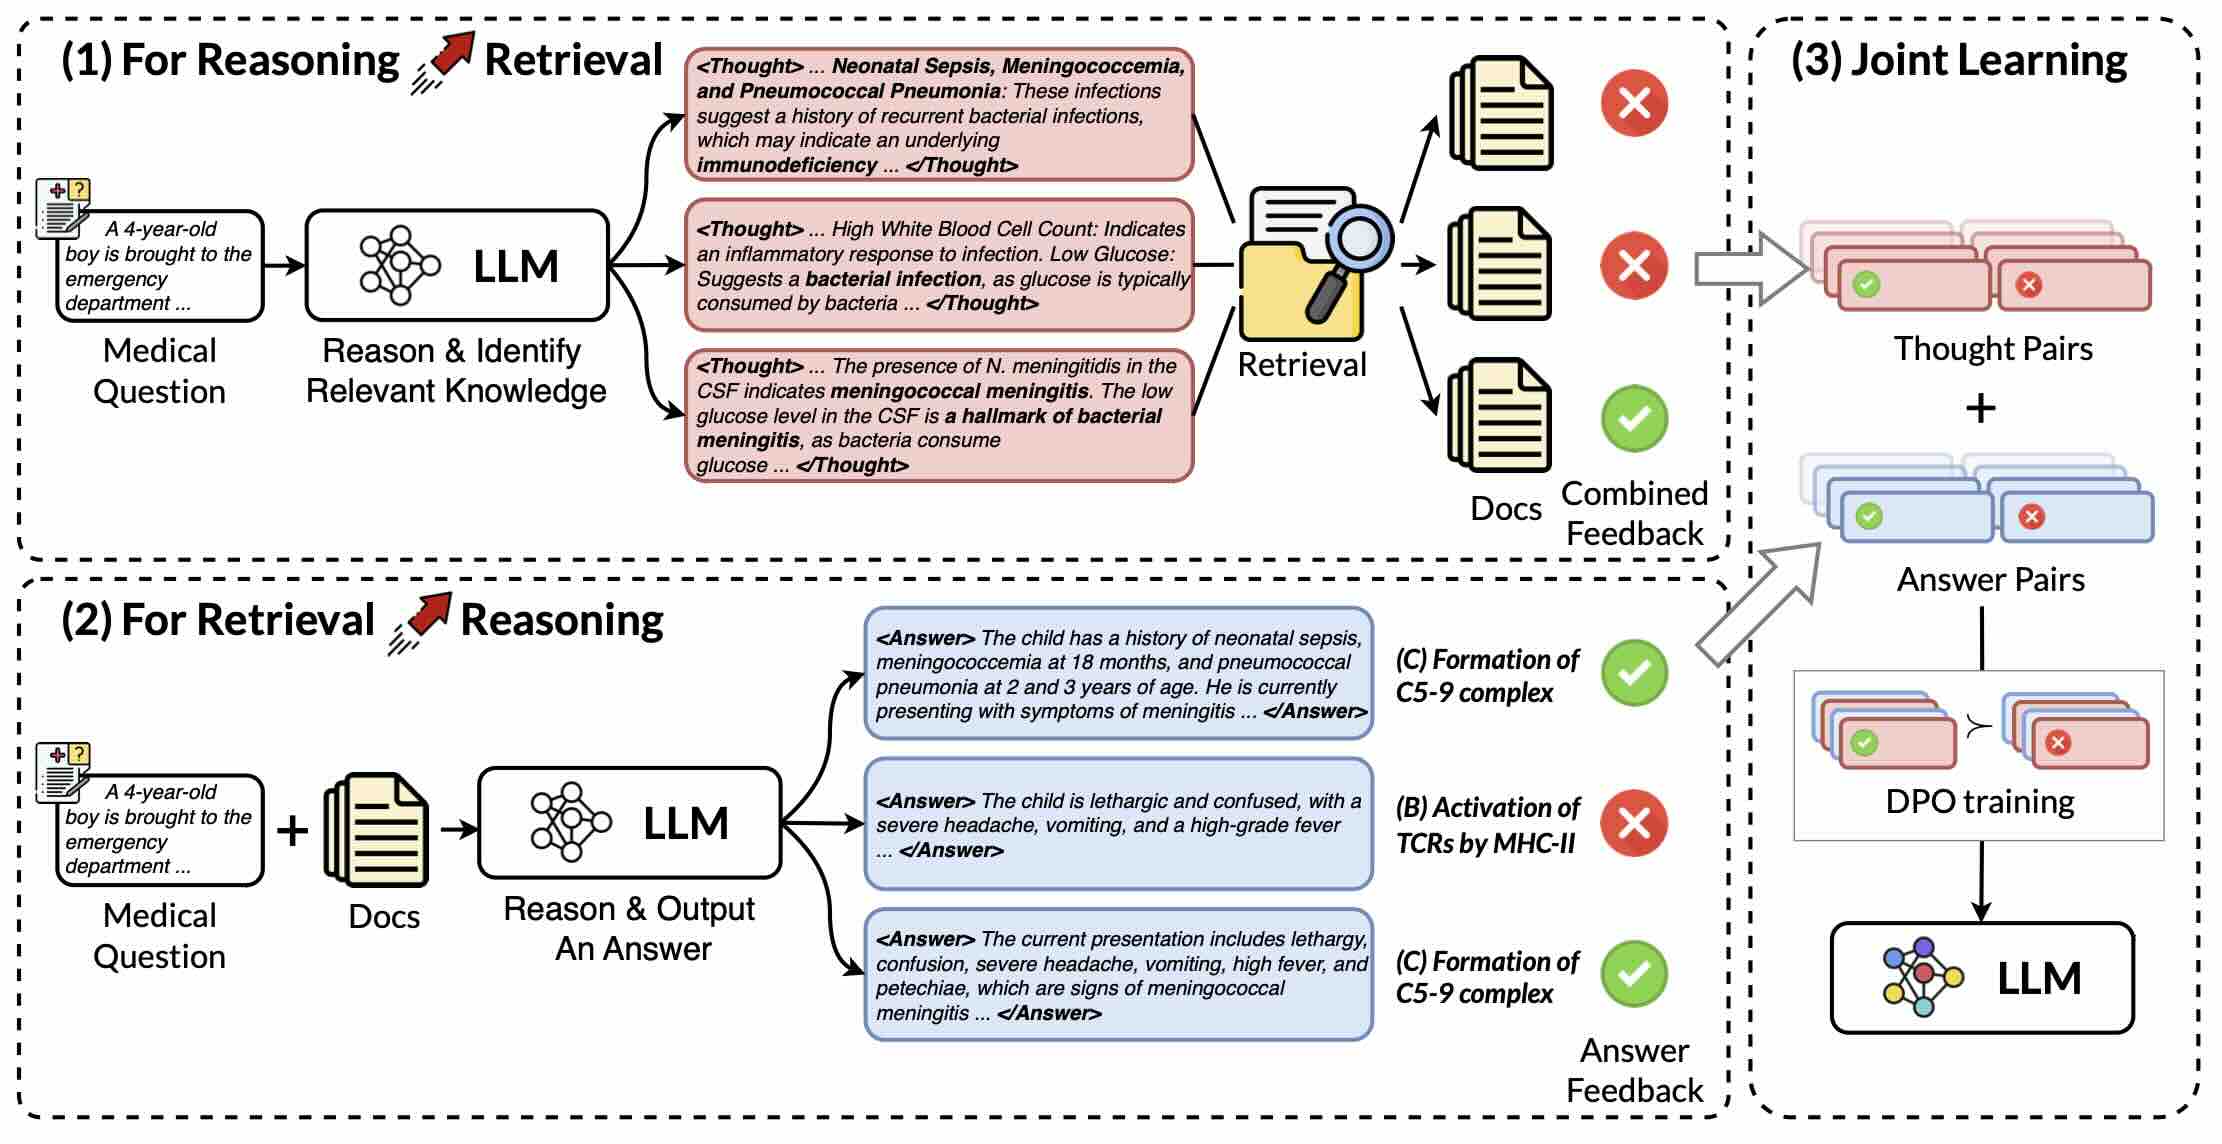 (1) For Reasoning Retrieval
A 4-year-old
boy is brought to the
emergency
department ...
Medical
Question
LLM
Reason & Identify
Relevant Knowledge
<Thought> ... Neonatal Sepsis, Meningococcemia,
and Pneumococcal Pneumonia: These infections
suggest a history of recurrent bacterial infections,
which may indicate an underlying
immunodeficiency ... </Thought>
<Thought> ... High White Blood Cell Count: Indicates
an inflammatory response to infection. Low Glucose:
Suggests a bacterial infection, as glucose is typically
consumed by bacteria ... </Thought>
<Thought> ... The presence of N. meningitidis in the
CSF indicates meningococcal meningitis. The low
glucose level in the CSF is a hallmark of bacterial
meningitis, as bacteria consume
glucose ... </Thought>
Retrieval
Docs
Combined
Feedback
(2) For Retrieval Reasoning
A 4-year-old
boy is brought to the
emergency
department ...
Medical
Question
+
Docs
LLM
Reason & Output
An Answer
<Answer> The child has a history of neonatal sepsis,
meningococcemia at 18 months, and pneumococcal
pneumonia at 2 and 3 years of age. He is currently
presenting with symptoms of meningitis ... </Answer>
(C) Formation of
C5-9 complex
<Answer> The child is lethargic and confused, with a
severe headache, vomiting, and a high-grade fever
... </Answer>
(B) Activation of
TCRs by MHC-II
<Answer> The current presentation includes lethargy,
confusion, severe headache, vomiting, high fever, and
petechiae, which are signs of meningococcal
meningitis ... </Answer>
(C) Formation of
C5-9 complex
Answer
Feedback
(3) Joint Learning
Thought Pairs
+
Answer Pairs
≻
DPO training
LLM